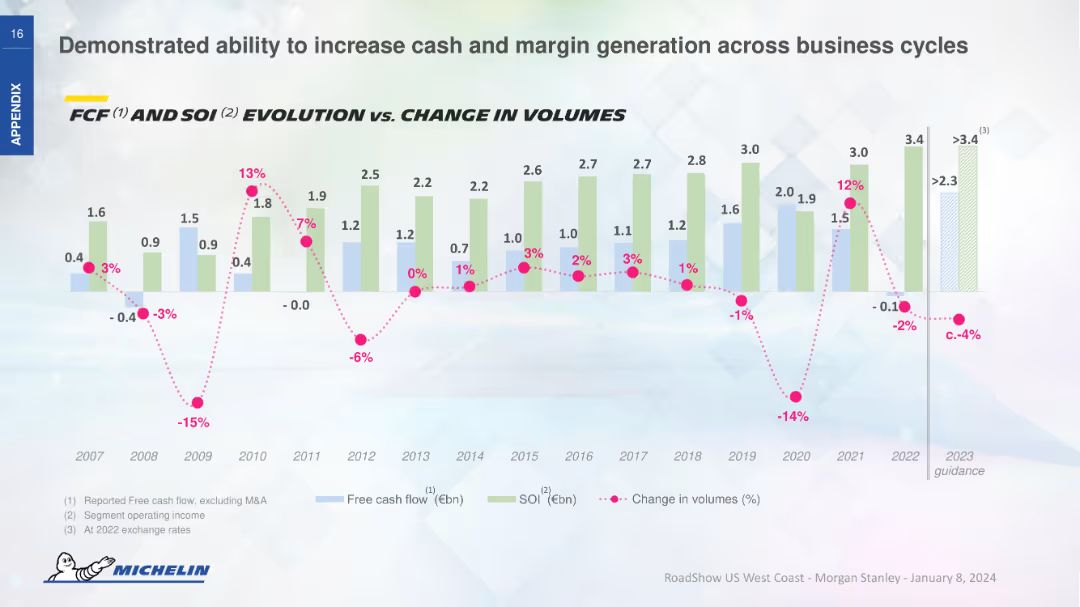 16
APPENDIX
Demonstrated ability to increase cash and margin generation across business cycles
FCF (1) AND SOI (2) EVOLUTION vs. CHANGE IN VOLUMES
0.4 1.6 3%
-0.4 0.9 -3%
1.5 0.9 -15%
0.4 1.8 13%
-0.0 1.9 7%
1.2 2.5 -6%
1.2 2.2 0%
0.7 2.2 1%
1.0 2.6 3%
1.0 2.7 2%
1.1 2.7 3%
1.2 2.8 1%
1.6 3.0 -1%
2.0 1.9 -14%
1.5 3.0 12%
-0.1 3.4 -2%
>2.3 >3.4 (3) c.-4%
2007 2008 2009 2010 2011 2012 2013 2014 2015 2016 2017 2018 2019 2020 2021 2022 2023
guidance
Free cash flow (1) (€bn) SOI (2) (€bn) Change in volumes (%)
(1) Reported Free cash flow, excluding M&A
(2) Segment operating income
(3) At 2022 exchange rates
MICHELIN
RoadShow US West Coast - Morgan Stanley - January 8, 2024